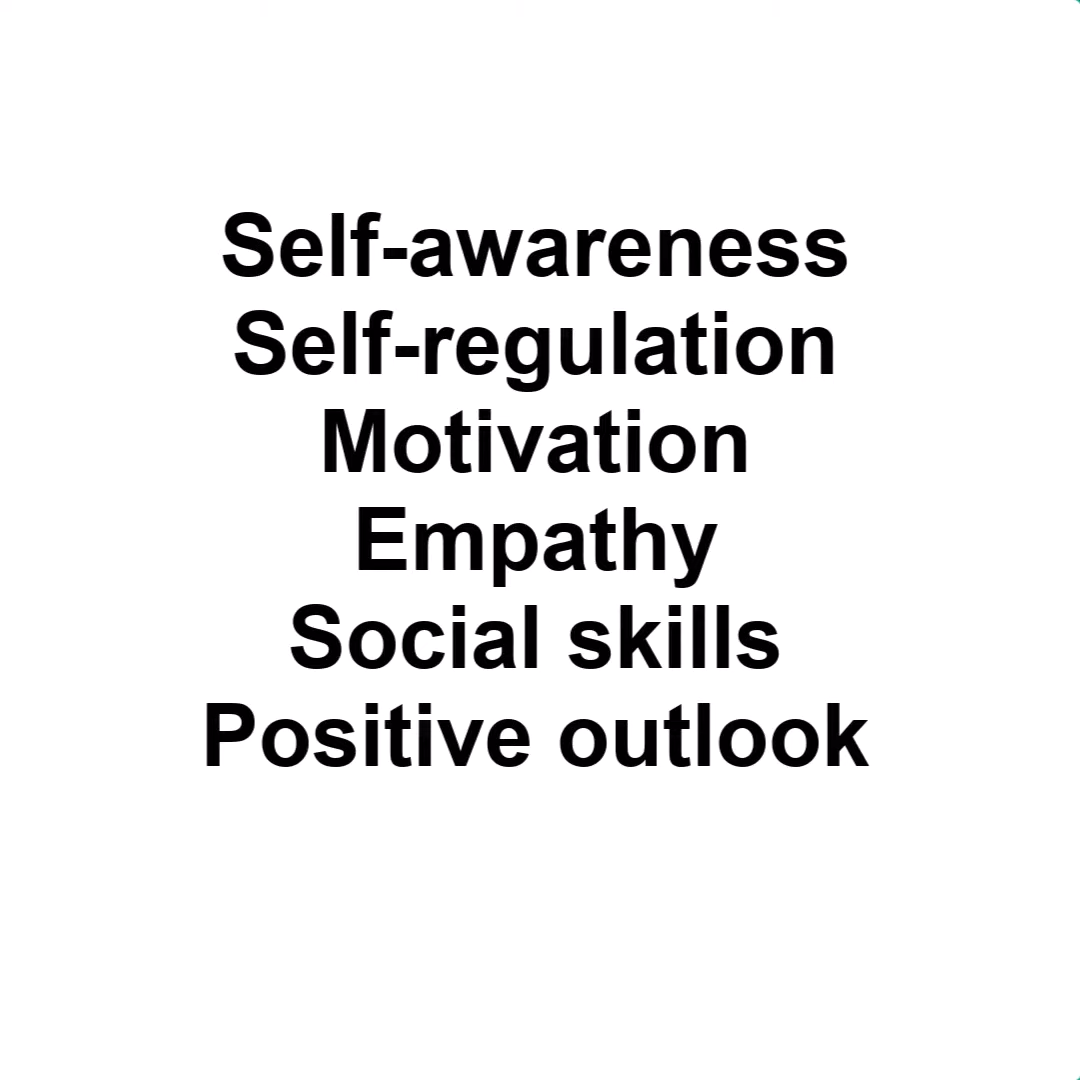 Self-awareness
Self-regulation
Motivation
Empathy
Social skills
Positive outlook